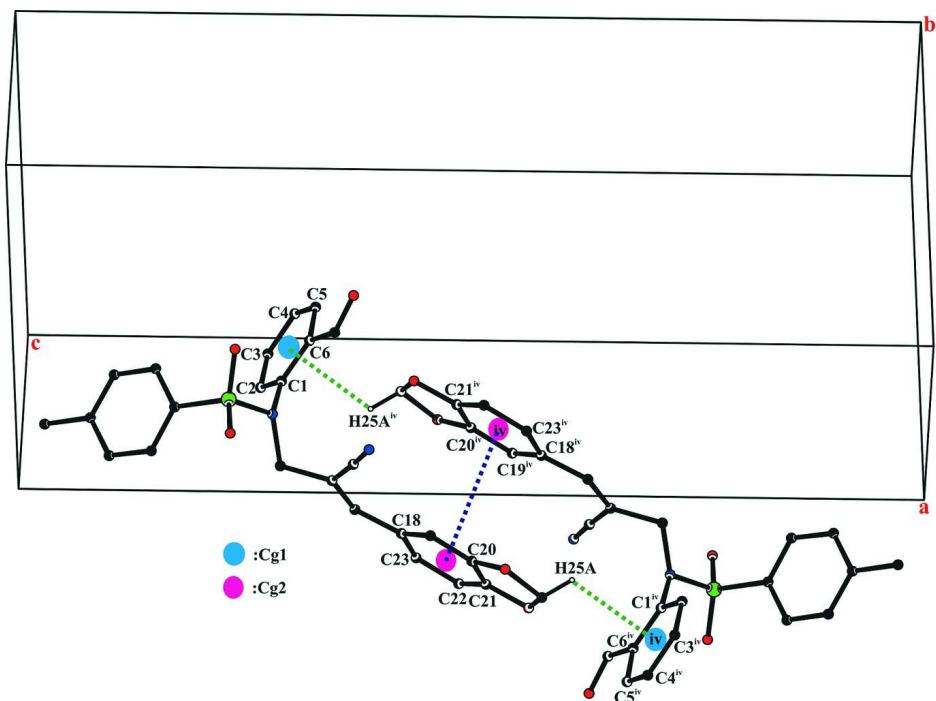 b
C5
C4
c
C3
C6
C2
C1
H25Aⁱᵛ
C21ⁱᵛ
iv
C23ⁱᵛ
C20ⁱᵛ
C18ⁱᵛ
C19ⁱᵛ
a
C18
:Cg1
C20
C23
H25A
:Cg2
C22
C21
C1ⁱᵛ
iv
C6ⁱᵛ
C3ⁱᵛ
C4ⁱᵛ
C5ⁱᵛ